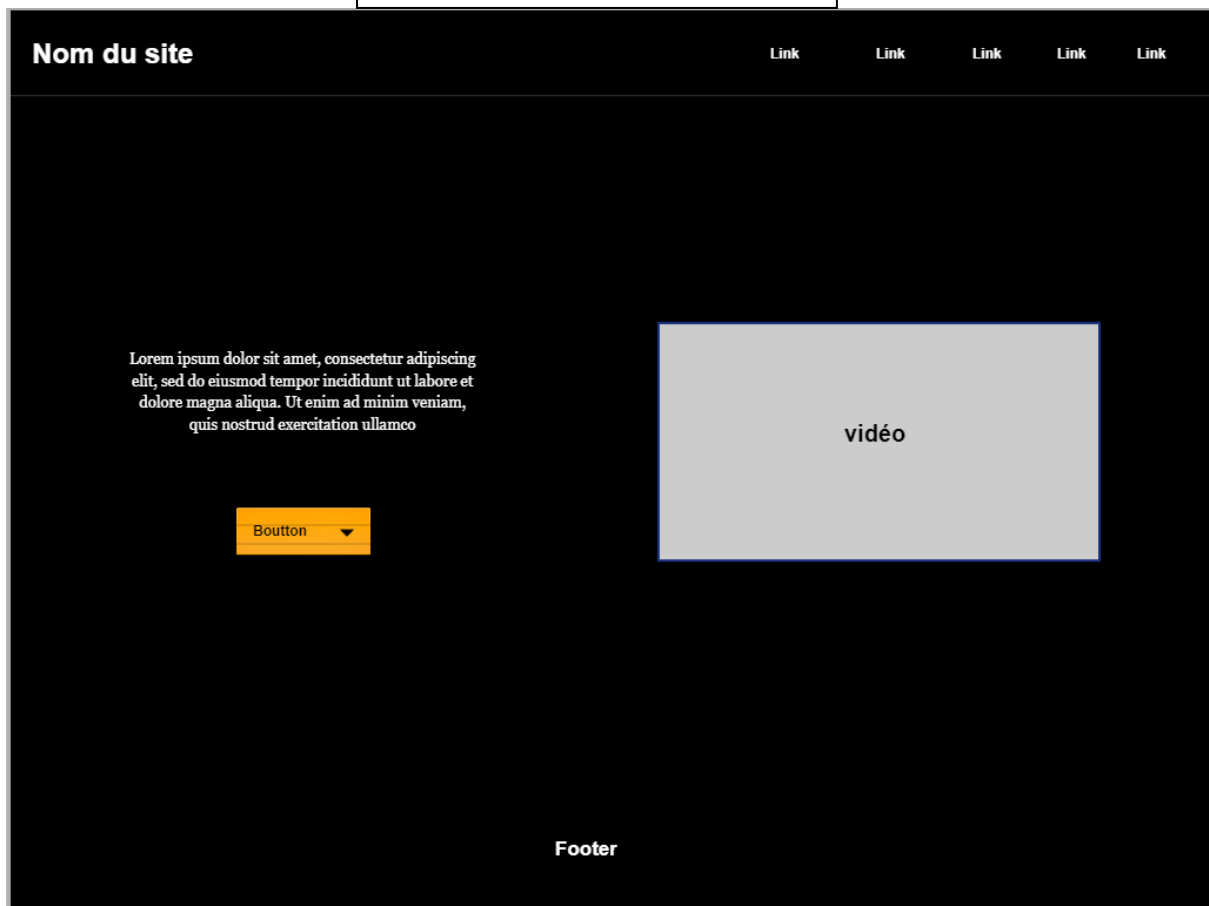 Nom du site
Link Link Link Link Link
Lorem ipsum dolor sit amet, consectetur adipiscing
elit, sed do eiusmod tempor incididunt ut labore et
dolore magna aliqua. Ut enim ad minim veniam,
quis nostrud exercitation ullamco
Boutton
vidéo
Footer